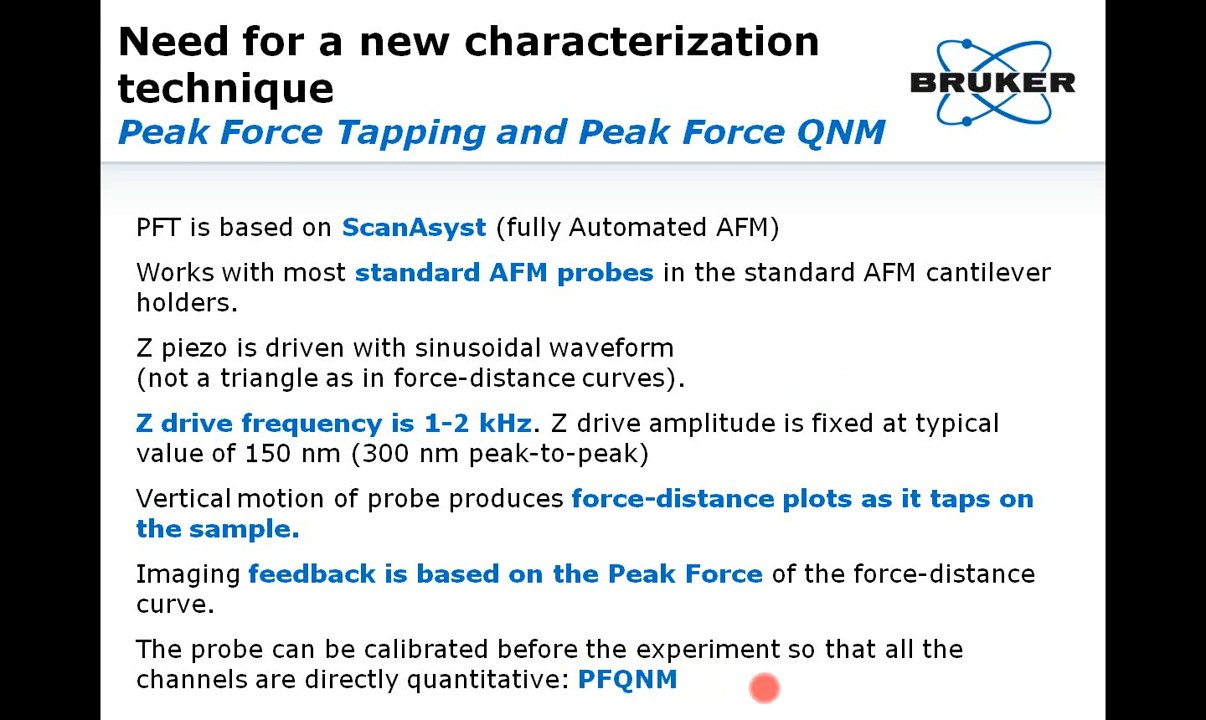 Need for a new characterization
technique
Peak Force Tapping and Peak Force QNM
BRUKER
PFT is based on ScanAsyst (fully Automated AFM)
Works with most standard AFM probes in the standard AFM cantilever
holders.
Z piezo is driven with sinusoidal waveform
(not a triangle as in force-distance curves).
Z drive frequency is 1-2 kHz. Z drive amplitude is fixed at typical
value of 150 nm (300 nm peak-to-peak)
Vertical motion of probe produces force-distance plots as it taps on
the sample.
Imaging feedback is based on the Peak Force of the force-distance
curve.
The probe can be calibrated before the experiment so that all the
channels are directly quantitative: PFQNM